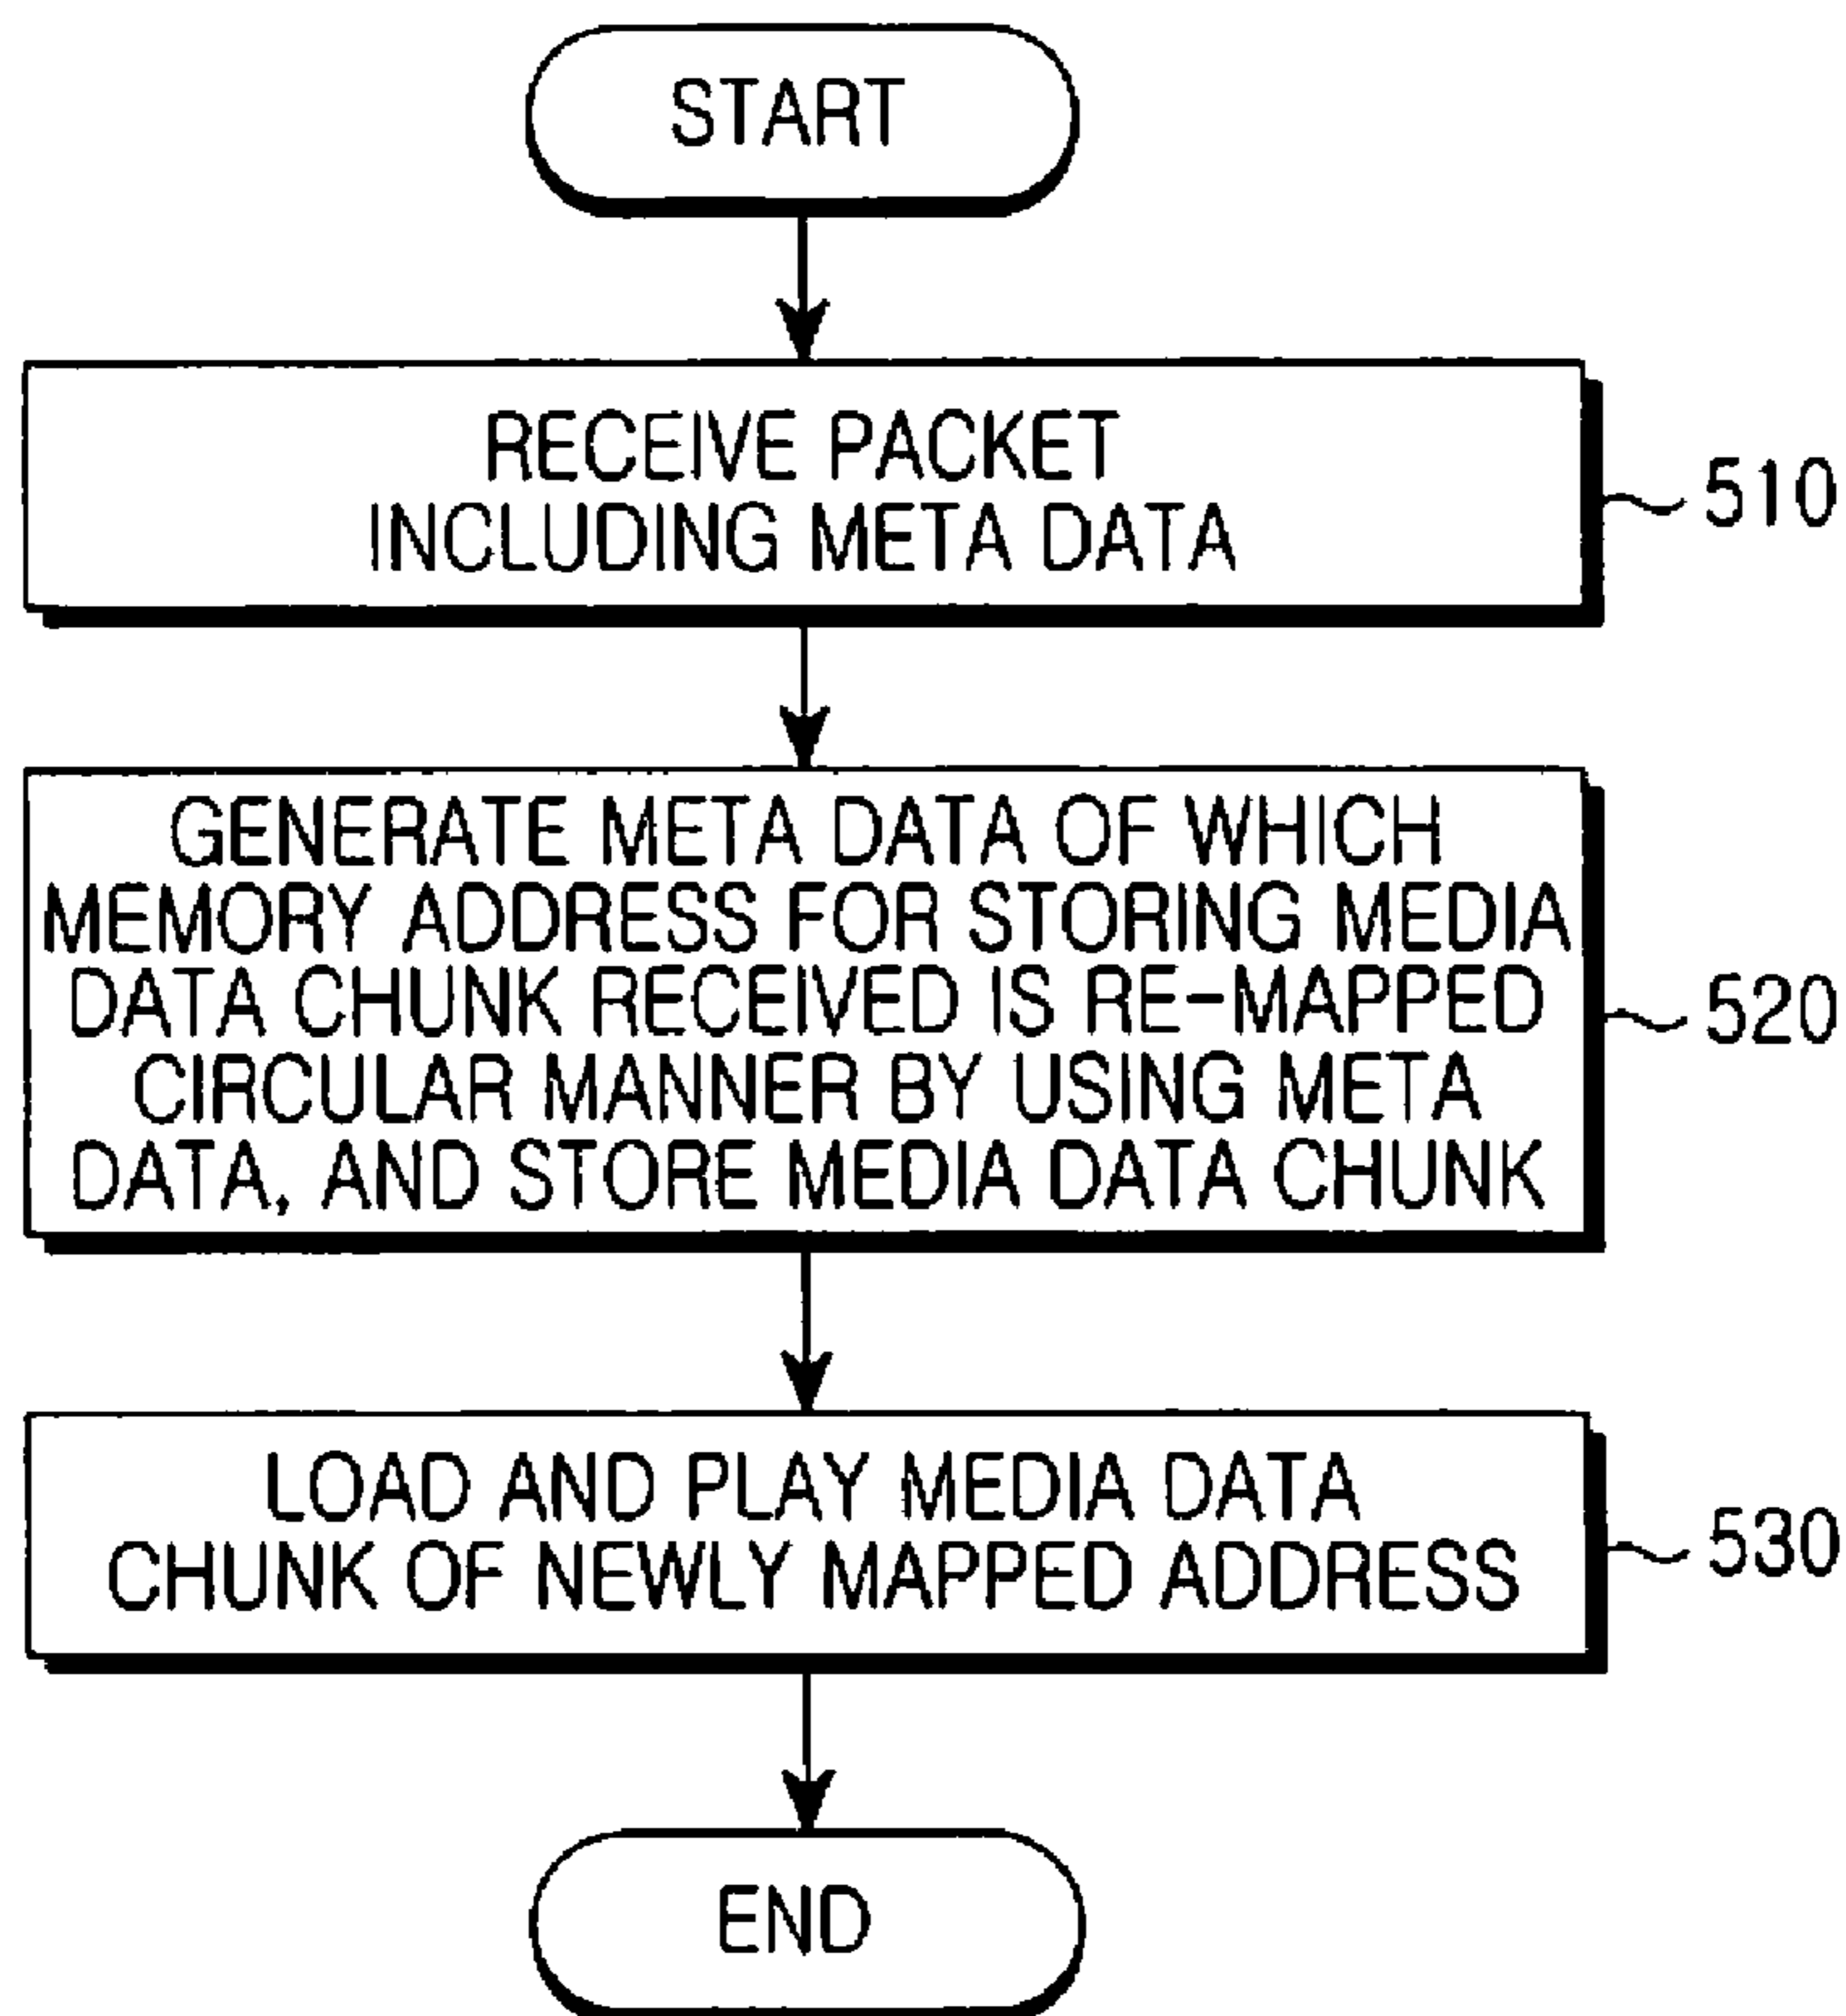 START
RECEIVE PACKET
INCLUDING META DATA
510
GENERATE META DATA OF WHICH
MEMORY ADDRESS FOR STORING MEDIA
DATA CHUNK RECEIVED IS RE-MAPPED
CIRCULAR MANNER BY USING META
DATA, AND STORE MEDIA DATA CHUNK
520
LOAD AND PLAY MEDIA DATA
CHUNK OF NEWLY MAPPED ADDRESS
530
END